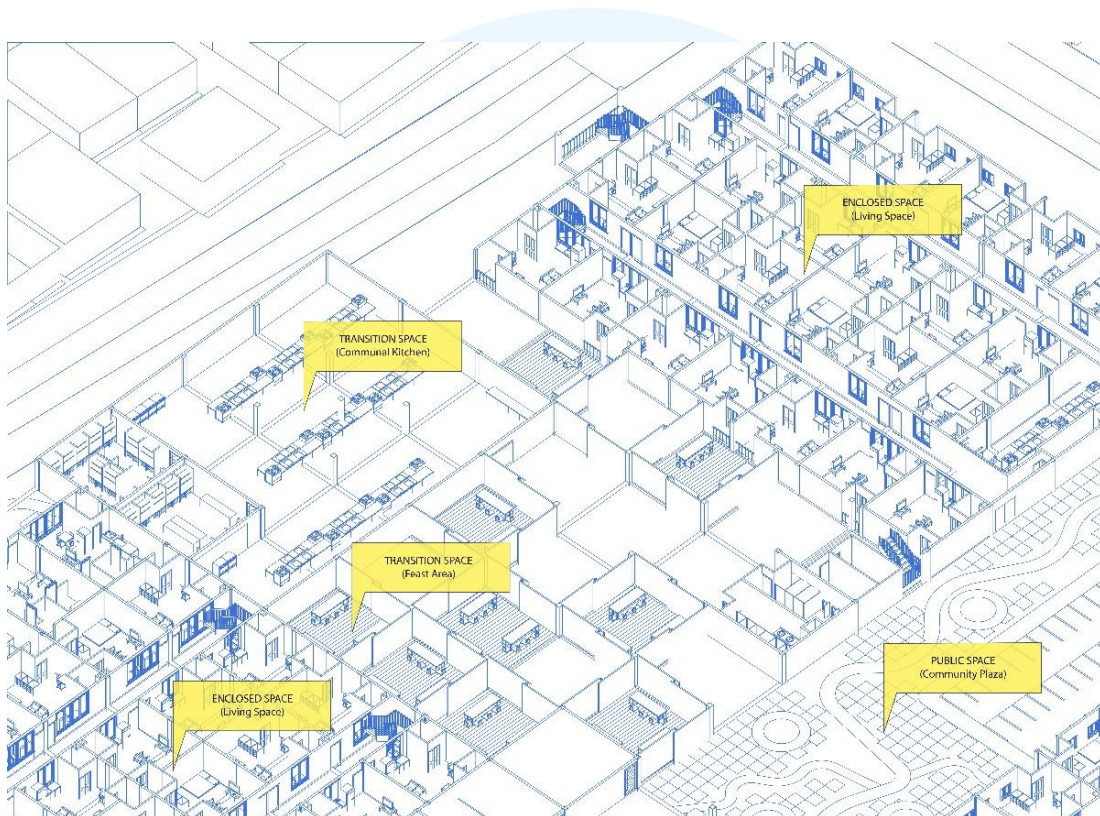 ENCLOSED SPACE
(Living Space)
TRANSITION SPACE
(Communal Kitchen)
TRANSITION SPACE
(Feast Area)
PUBLIC SPACE
(Community Plaza)
ENCLOSED SPACE
(Living Space)